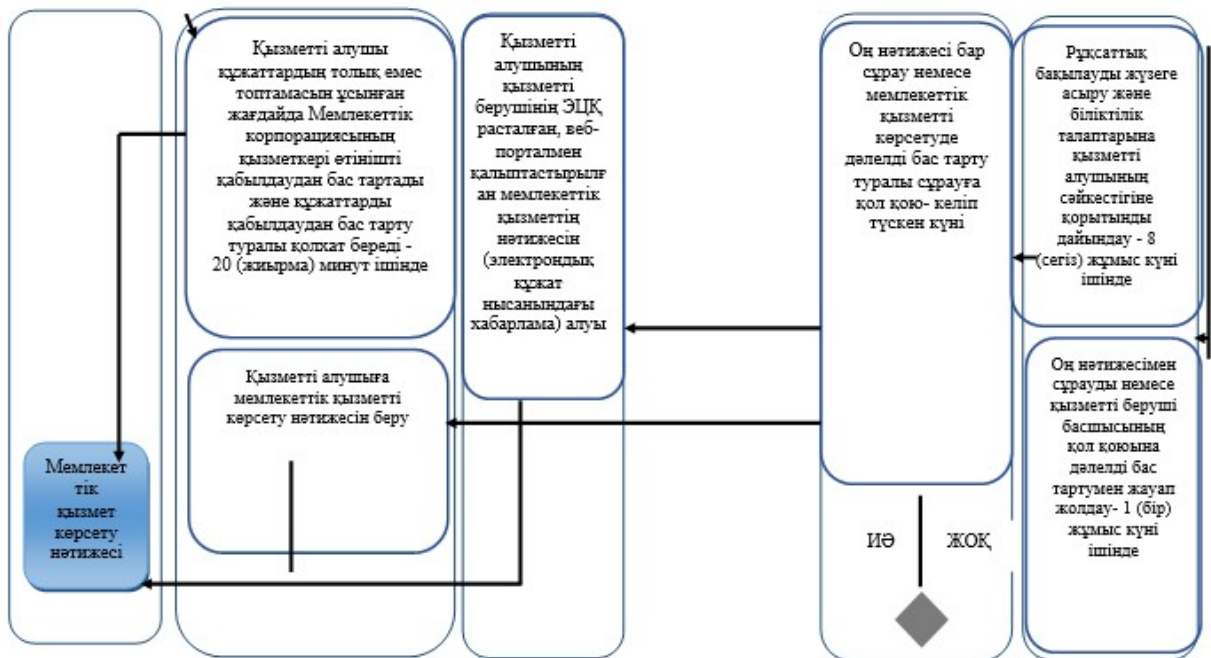 Қызметті алушы
құжаттардың толық емес
топтамасын ұсынған
жағдайда Мемлекеттік
корпорациясының
қызметкері өтінішті
қабылдаудан бас тартады
және құжаттарды
қабылдаудан бас тарту
туралы қолхат береді -
20 (жиырма) минут ішінде
Қызметті алушыға
мемлекеттік қызметті
көрсету нәтижесін беру
Мемлекет
тік
қызмет
көрсету
нәтижесі
Қызметті
алушының
қызметті
берушінің ЭЦҚ
расталған, веб-
порталмен
қалыптастырылғ
ан мемлекеттік
қызметтің
нәтижесін
(электрондық
құжат
нысанындағы
хабарлама) алуы
Оң нәтижесі бар
сұрау немесе
мемлекеттік
қызметті
көрсетуде
дәлелді бас тарту
туралы сұрауға
қол қою- келіп
түскен күні
ИӘ
ЖОҚ
Рұқсаттық
бақылауды жүзеге
асыру және
біліктілік
талаптарына
қызметті
алушының
сәйкестігіне
қорытынды
дайындау - 8
(сегіз) жұмыс күні
ішінде
Оң нәтижесімен
сұрауды немесе
қызметті беруші
басшысының
қол қоюына
дәлелді бас
тартумен жауап
жолдау- 1 (бір)
жұмыс күні
ішінде